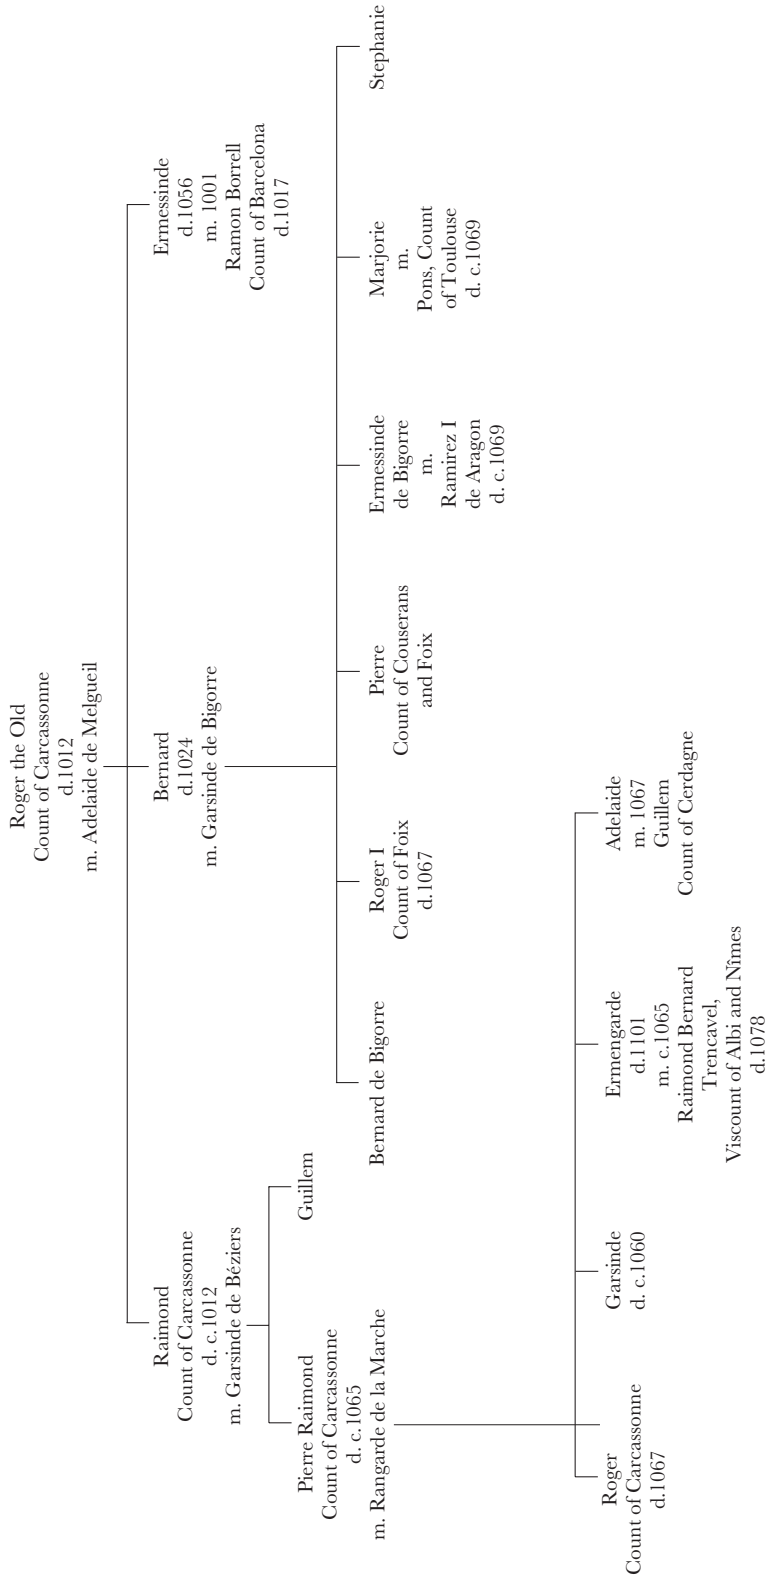 Roger the Old
Count of Carcassonne
d.1012
m. Adelaide de Melgueil
Raimond
Count of Carcassonne
d. c.1012
m. Garsinde de Béziers
Bernard
d.1024
m. Garsinde de Bigorre
Ermessinde
d.1056
m. 1001
Ramon Borrell
Count of Barcelona
d.1017
Pierre Raimond
Count of Carcassonne
d. c.1065
m. Rangarde de la Marche
Guillem
Bernard de Bigorre
Roger I
Count of Foix
d.1067
Pierre
Count of Couserans
and Foix
Ermessinde
de Bigorre
m.
Ramirez I
de Aragon
d. c.1069
Marjorie
m.
Pons, Count
of Toulouse
d. c.1069
Stephanie
Roger
Count of Carcassonne
d.1067
Garsinde
d. c.1060
Ermengarde
d.1101
m. c.1065
Raimond Bernard
Trencavel,
Viscount of Albi and Nîmes
d.1078
Adelaide
m. 1067
Guillem
Count of Cerdagne